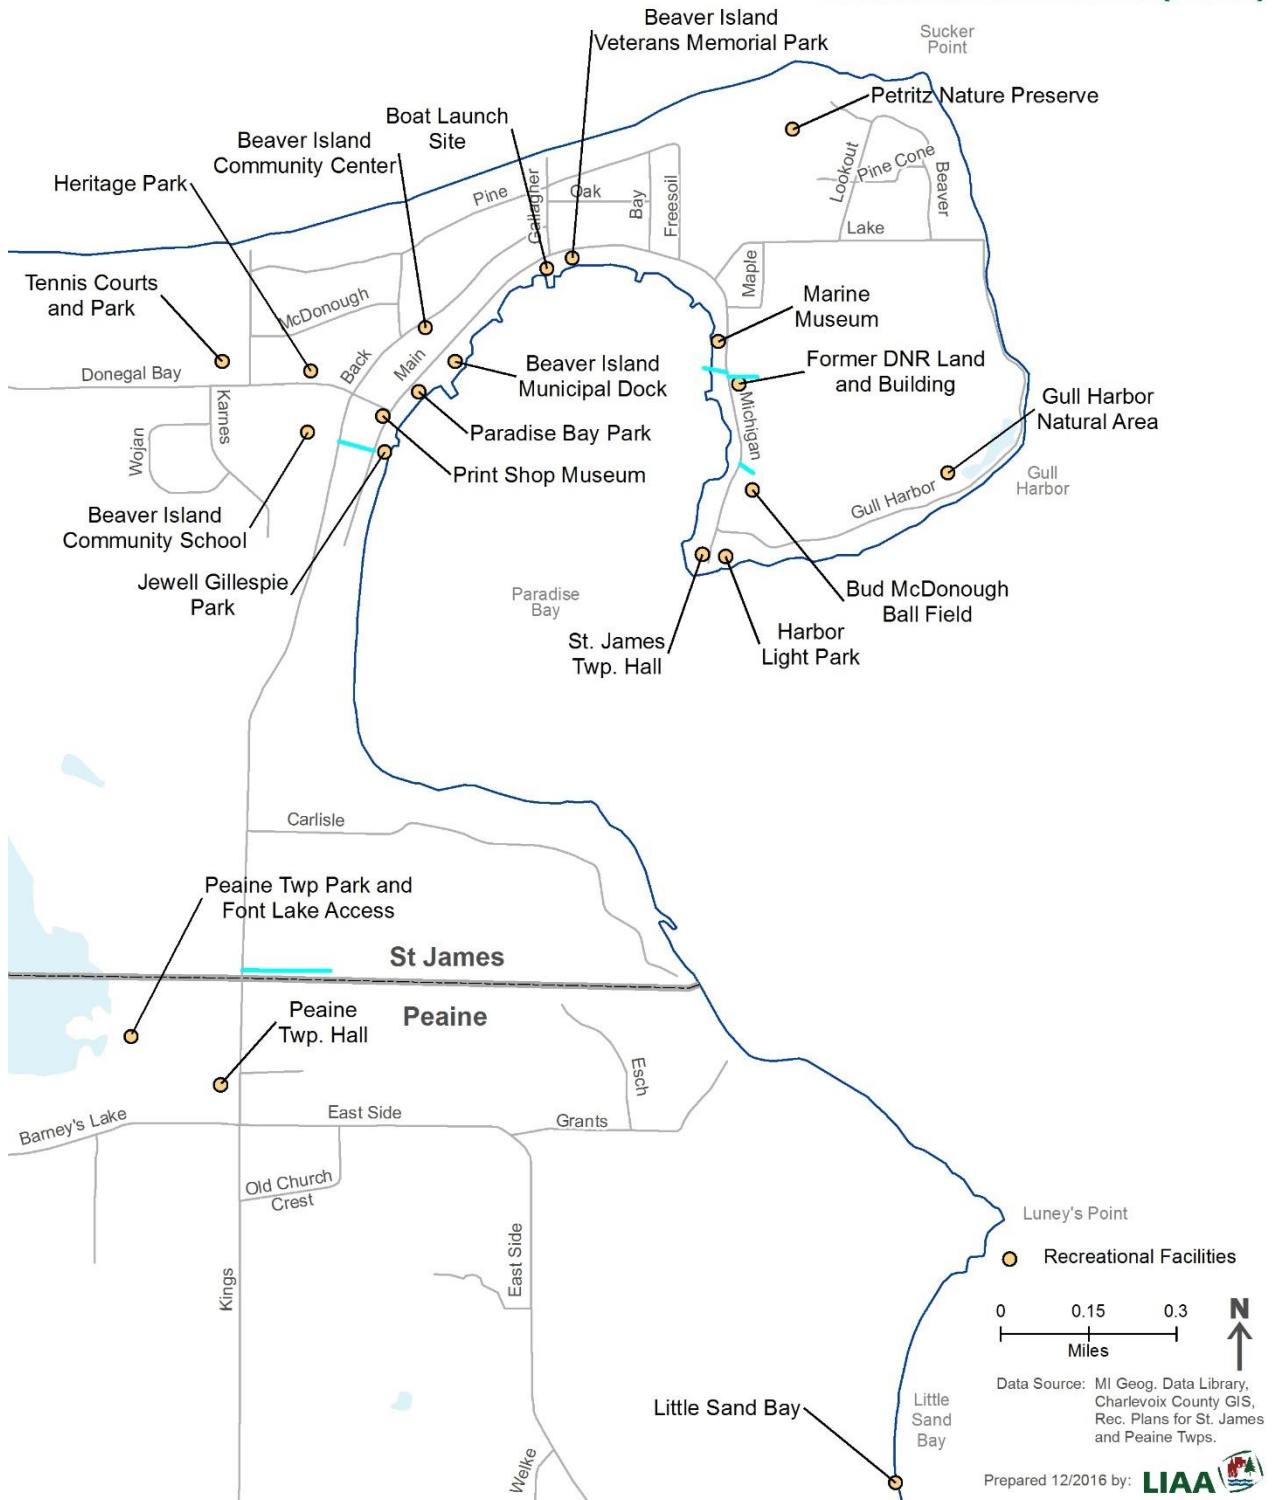 Beaver Island
Veterans Memorial Park
Sucker
Point
Petritz Nature Preserve
Boat Launch
Site
Beaver Island
Community Center
Heritage Park
Pine
Gallagher
Oak
Bay
Freesoil
Lookout
Pine Cone
Beaver
Lake
Maple
Tennis Courts
and Park
McDonough
Marine
Museum
Back
Main
Beaver Island
Municipal Dock
Former DNR Land
and Building
Donegal Bay
Karnes
Wojan
Michigan
Gull Harbor
Natural Area
Paradise Bay Park
Print Shop Museum
Gull Harbor
Gull
Harbor
Beaver Island
Community School
Jewell Gillespie
Park
Paradise
Bay
Bud McDonough
Ball Field
St. James
Twp. Hall
Harbor
Light Park
Carlisle
Peaine Twp Park and
Font Lake Access
St James
Peaine
Peaine
Twp. Hall
Esch
Barney's Lake
East Side
Grants
Old Church
Crest
Kings
East Side
Luney's Point
Recreational Facilities
0 0.15 0.3
Miles
N
Data Source: MI Geog. Data Library,
Charlevoix County GIS,
Rec. Plans for St. James
and Peaine Twps.
Little Sand Bay
Little
Sand
Bay
Welke
Prepared 12/2016 by: LIAA